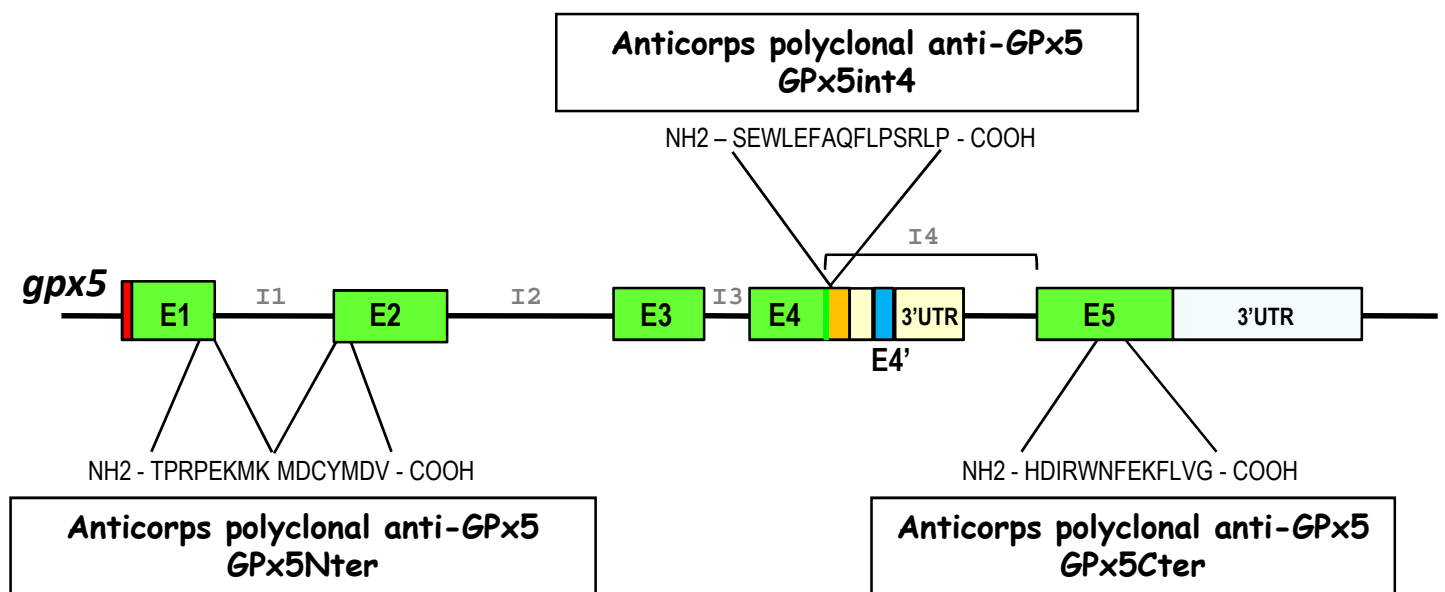 Anticorps polyclonal anti-GPx5
GPx5int4
NH2 – SEWLEFAQFLPSRLP - COOH
I4
gpx5
E1
I1
E2
I2
E3
I3
E4
3'UTR
E5
3'UTR
E4'
NH2 - TPRPEKMK MDCYMDV - COOH
NH2 - HDIRWNFEKFLVG - COOH
Anticorps polyclonal anti-GPx5
GPx5Nter
Anticorps polyclonal anti-GPx5
GPx5Cter